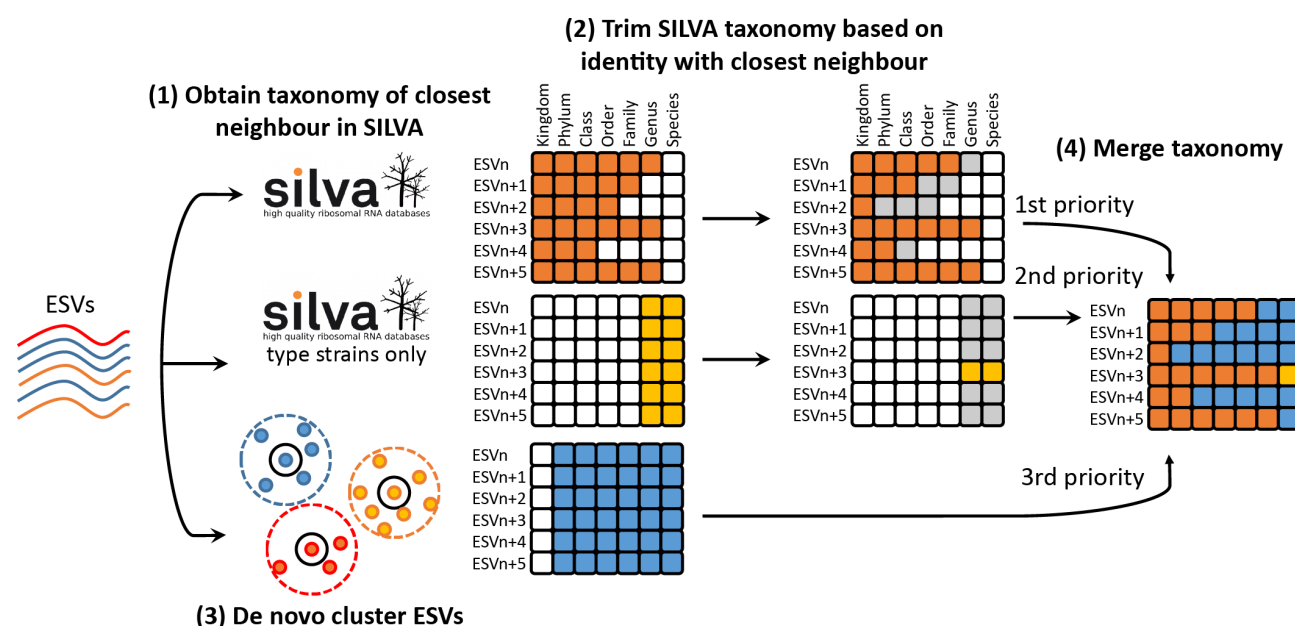 (2) Trim SILVA taxonomy based on
identity with closest neighbour
(1) Obtain taxonomy of closest
neighbour in SILVA
Kingdom
Phylum
Class
Order
Family
Genus
Species
Kingdom
Phylum
Class
Order
Family
Genus
Species
(4) Merge taxonomy
silva
high quality ribosomal RNA databases
ESVn
ESVn+1
ESVn+2
ESVn+3
ESVn+4
ESVn+5
ESVn
ESVn+1
ESVn+2
ESVn+3
ESVn+4
ESVn+5
1st priority
2nd priority
ESVs
silva
high quality ribosomal RNA databases
type strains only
ESVn
ESVn+1
ESVn+2
ESVn+3
ESVn+4
ESVn+5
ESVn
ESVn+1
ESVn+2
ESVn+3
ESVn+4
ESVn+5
ESVn
ESVn+1
ESVn+2
ESVn+3
ESVn+4
ESVn+5
ESVn
ESVn+1
ESVn+2
ESVn+3
ESVn+4
ESVn+5
3rd priority
(3) De novo cluster ESVs